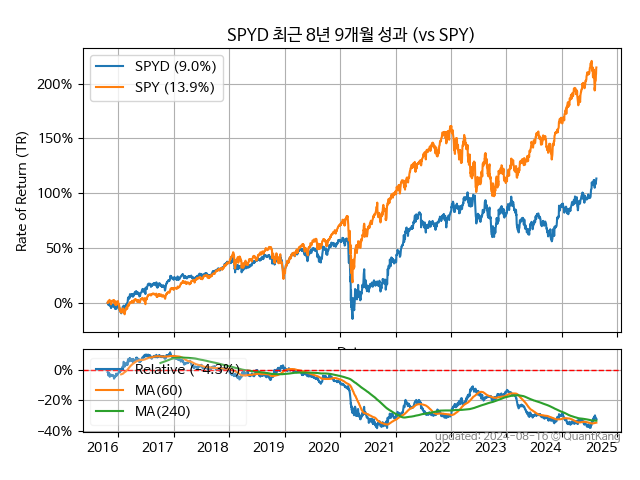 SPYD 최근 8년 9개월 성과 (vs SPY)
SPYD (9.0%)
SPY (13.9%)
Rate of Return (TR)
200%
150%
100%
50%
0%
Relative (−4.3%)
MA(60)
MA(240)
0%
−20%
−40%
updated: 2024-08-16 © QuantKang
2016 2017 2018 2019 2020 2021 2022 2023 2024 2025